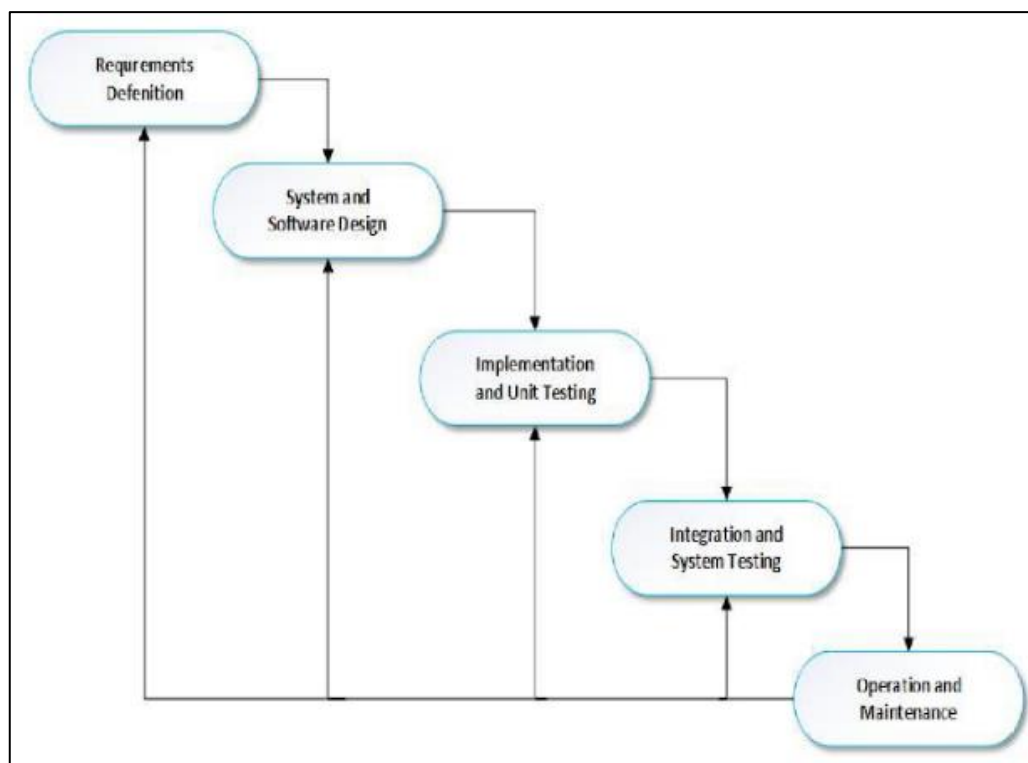 Requrements
Defenition
System and
Software Design
Implementation
and Unit Testing
Integration and
System Testing
Operation and
Maintenance